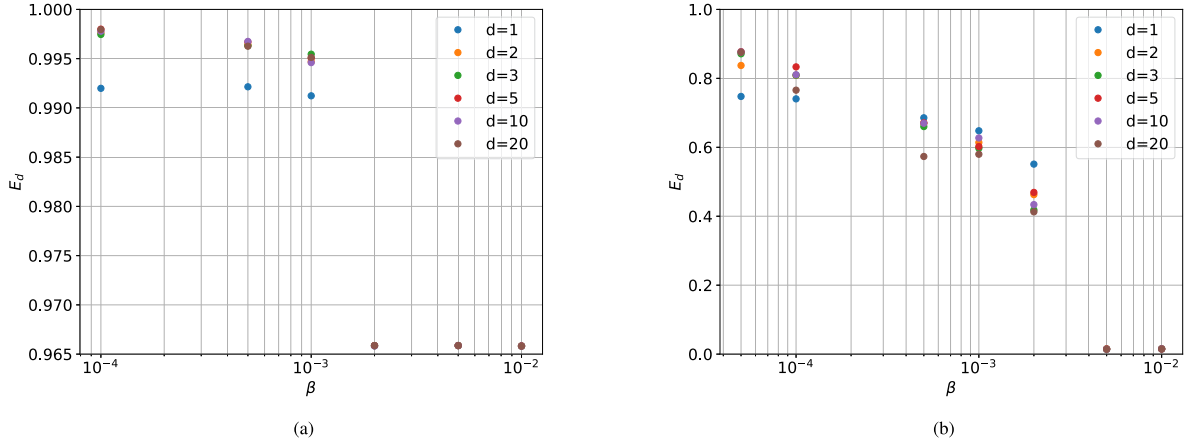 1.000
0.995
0.990
0.985
0.980
0.975
0.970
0.965
E_d
10⁻⁴
10⁻³
10⁻²
β
d=1
d=2
d=3
d=5
d=10
d=20
(a)
1.0
0.8
0.6
0.4
0.2
0.0
E_d
10⁻⁴
10⁻³
10⁻²
β
d=1
d=2
d=3
d=5
d=10
d=20
(b)